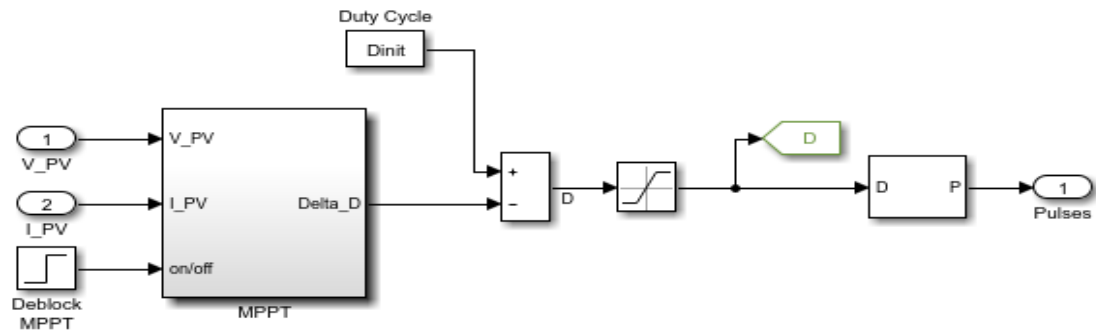 Duty Cycle
Dinit
1
V_PV
V_PV
2
I_PV
I_PV
Delta_D
on/off
Deblock
MPPT
MPPT
+
−
D
D
D
P
1
Pulses